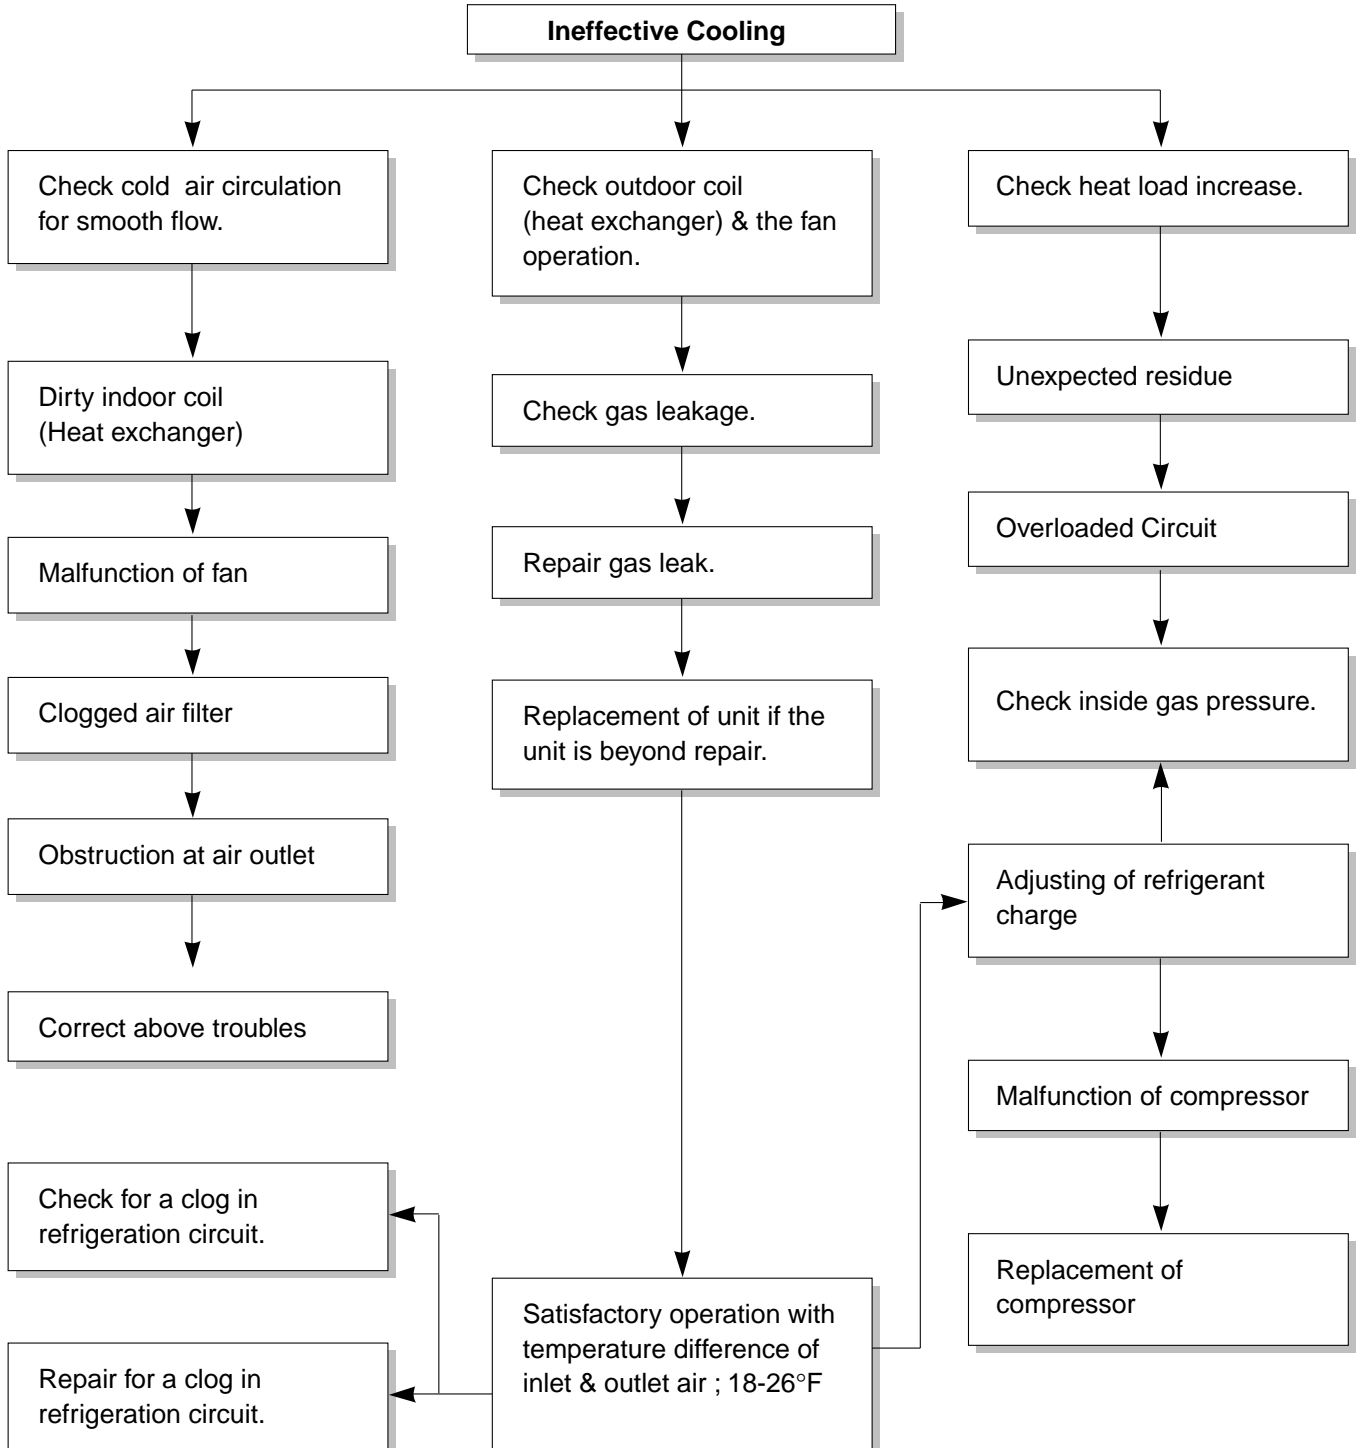 Ineffective Cooling
Check cold air circulation
for smooth flow.
Dirty indoor coil
(Heat exchanger)
Malfunction of fan
Clogged air filter
Obstruction at air outlet
Correct above troubles
Check for a clog in
refrigeration circuit.
Repair for a clog in
refrigeration circuit.
Check outdoor coil
(heat exchanger) & the fan
operation.
Check gas leakage.
Repair gas leak.
Replacement of unit if the
unit is beyond repair.
Satisfactory operation with
temperature difference of
inlet & outlet air ; 18-26°F
Check heat load increase.
Unexpected residue
Overloaded Circuit
Check inside gas pressure.
Adjusting of refrigerant
charge
Malfunction of compressor
Replacement of
compressor